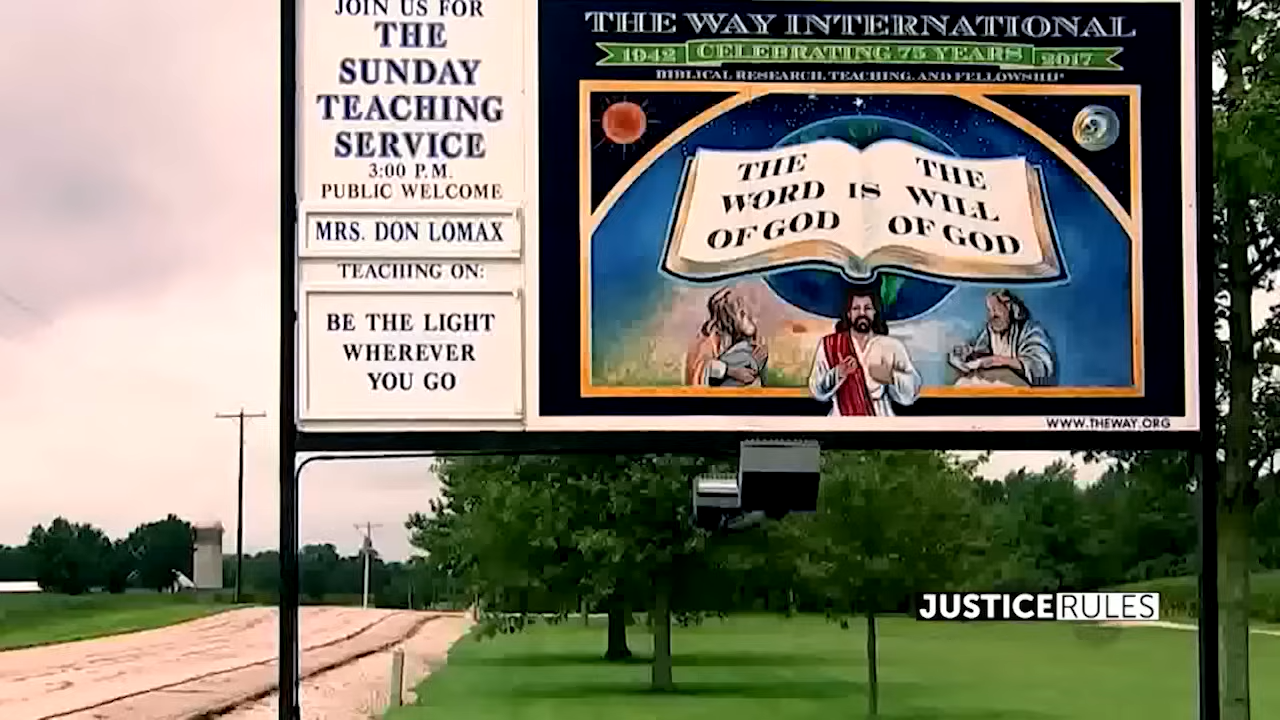 JOIN US FOR
THE
SUNDAY
TEACHING
SERVICE
3:00 P.M.
PUBLIC WELCOME
MRS. DON LOMAX
TEACHING ON:
BE THE LIGHT
WHEREVER
YOU GO
THE WAY INTERNATIONAL
1942 CELEBRATING 75 YEARS 2017
BIBLICAL RESEARCH, TEACHING, AND FELLOWSHIP
THE WORD OF GOD
IS
THE WILL OF GOD
WWW.THEWAY.ORG
JUSTICERULES